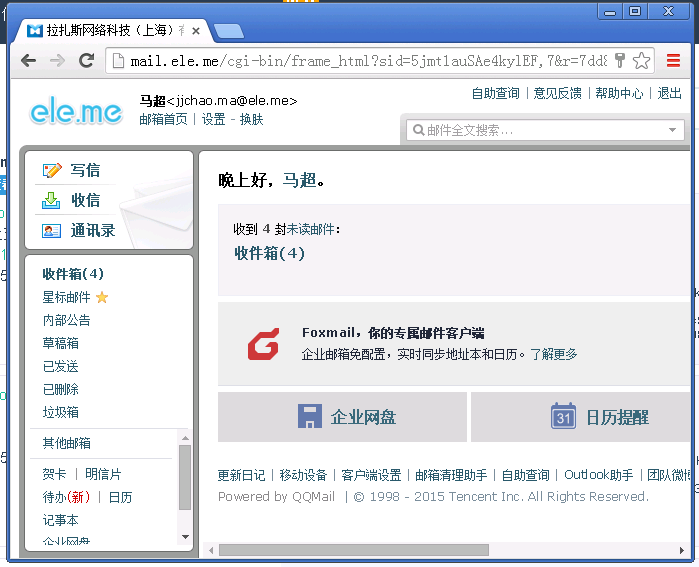 拉扎斯网络科技（上海）有
mail.ele.me/cgi-bin/frame_html?sid=5jmt1auSAe4kylEF,7&r=7dd8
ele.me
马超<jjchao.ma@ele.me>
邮箱首页 | 设置 - 换肤
自助查询 | 意见反馈 | 帮助中心 | 退出
邮件全文搜索...
写信
收信
通讯录
收件箱(4)
星标邮件
内部公告
草稿箱
已发送
已删除
垃圾箱
其他邮箱
贺卡 | 明信片
待办(新) | 日历
记事本
企业网盘
晚上好，马超。
收到 4 封未读邮件：
收件箱(4)
Foxmail，你的专属邮件客户端
企业邮箱免配置，实时同步地址本和日历。了解更多
企业网盘
31
日历提醒
更新日记 | 移动设备 | 客户端设置 | 邮箱清理助手 | 自助查询 | Outlook助手 | 团队微博
Powered by QQMail | © 1998 - 2015 Tencent Inc. All Rights Reserved.